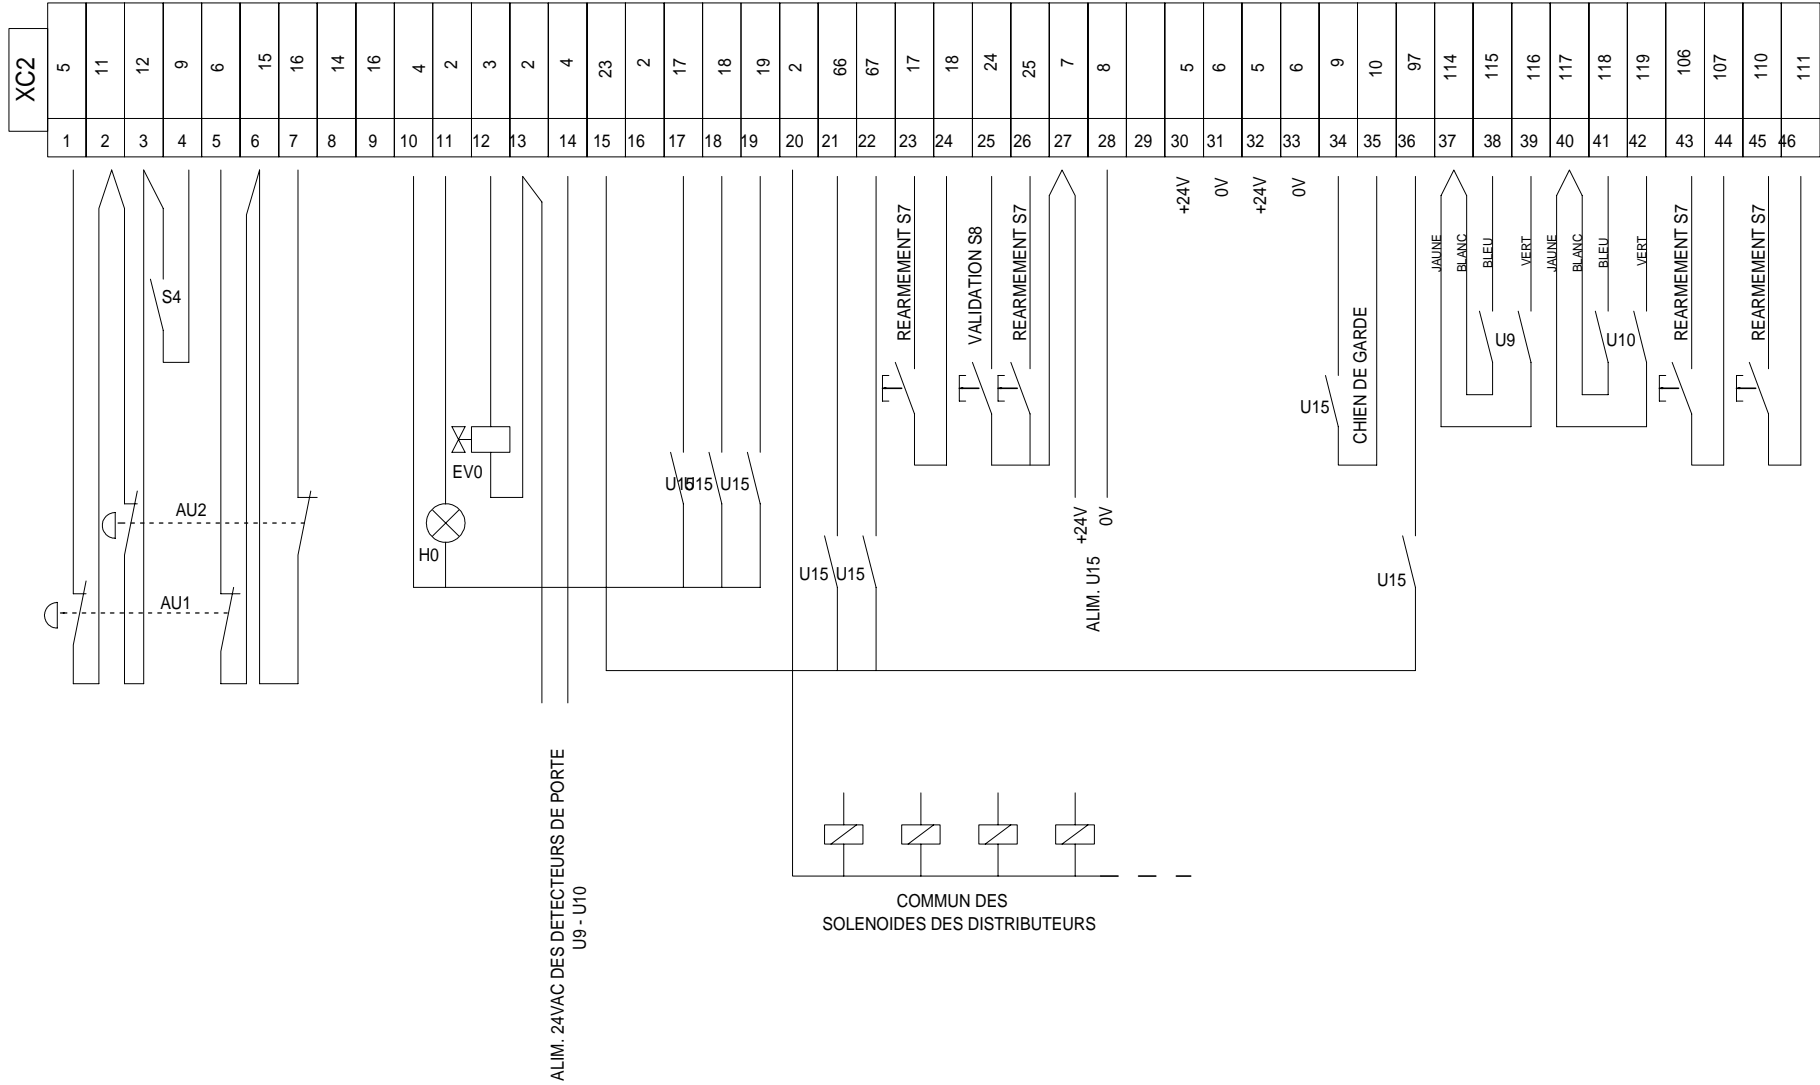 XC2
5 11 12 9 6 15 16 14 16 4 2 3 2 4 23 2 17 18 19 2 66 67 17 18 24 25 7 8 5 6 5 6 9 10 97 114 115 116 117 118 119 106 107 110 111
1 2 3 4 5 6 7 8 9 10 11 12 13 14 15 16 17 18 19 20 21 22 23 24 25 26 27 28 29 30 31 32 33 34 35 36 37 38 39 40 41 42 43 44 45 46
+24V
0V
+24V
0V
S4
REARMEMENT S7
VALIDATION S8
REARMEMENT S7
CHIEN DE GARDE
JAUNE
BLANC
BLEU
VERT
JAUNE
BLANC
BLEU
VERT
REARMEMENT S7
REARMEMENT S7
U9
U10
U15
EV0
U15
U15
U15
AU2
H0
+24V
0V
ALIM. U15
U15
U15
U15
AU1
ALIM. 24VAC DES DETECTEURS DE PORTE
U9 - U10
COMMUN DES
SOLENOIDES DES DISTRIBUTEURS